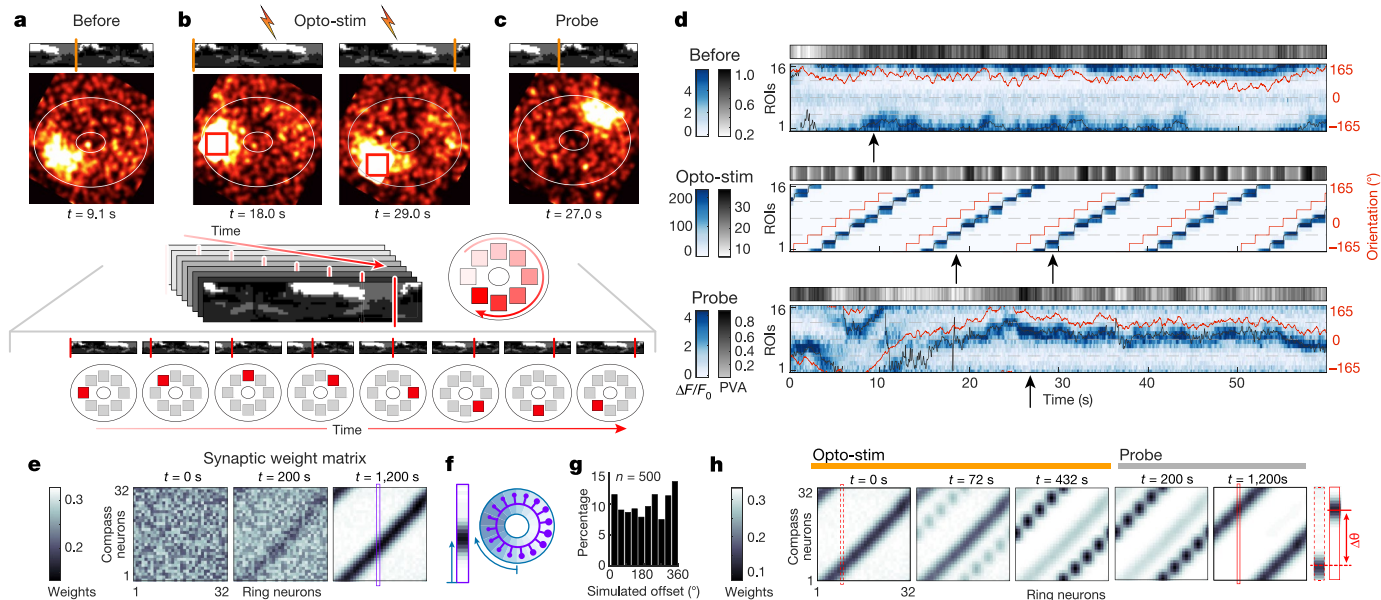 a Before
b Opto-stim
c Probe
t = 9.1 s
t = 18.0 s
t = 29.0 s
t = 27.0 s
Time
Time
d
Before
4
2
0
1.0
0.6
0.2
ROIs
16
1
165
0
−165
Opto-stim
200
100
0
30
20
10
ROIs
16
1
165
0
−165
Orientation (°)
Probe
4
2
0
0.8
0.6
0.4
0.2
ΔF/F0
PVA
ROIs
16
1
165
0
−165
0 10 20 30 40 50
Time (s)
e
Synaptic weight matrix
0.3
0.2
Weights
t = 0 s
t = 200 s
t = 1,200 s
Compass neurons
32
1
1 32
Ring neurons
f
g
n = 500
Percentage
15
10
5
0
0 180 360
Simulated offset (°)
h
Opto-stim
Probe
0.3
0.2
0.1
Weights
t = 0 s
t = 72 s
t = 432 s
t = 200 s
t = 1,200s
Compass neurons
32
1
1 32
Ring neurons
Δθ